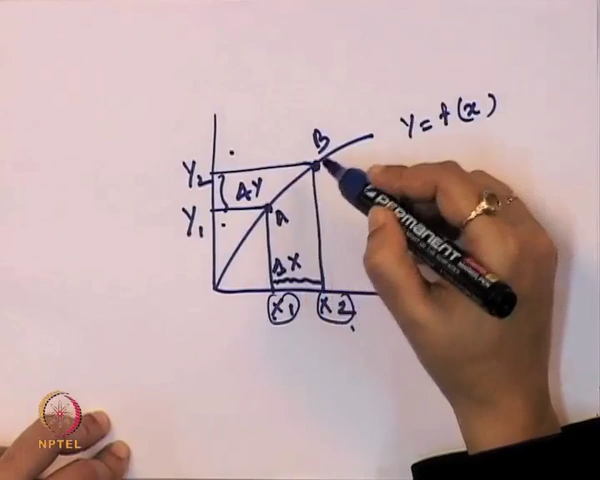 Y = f(x)
B
Y2
ΔY
Y1
A
ΔX
X1 X2
PERMANENT
NPTEL